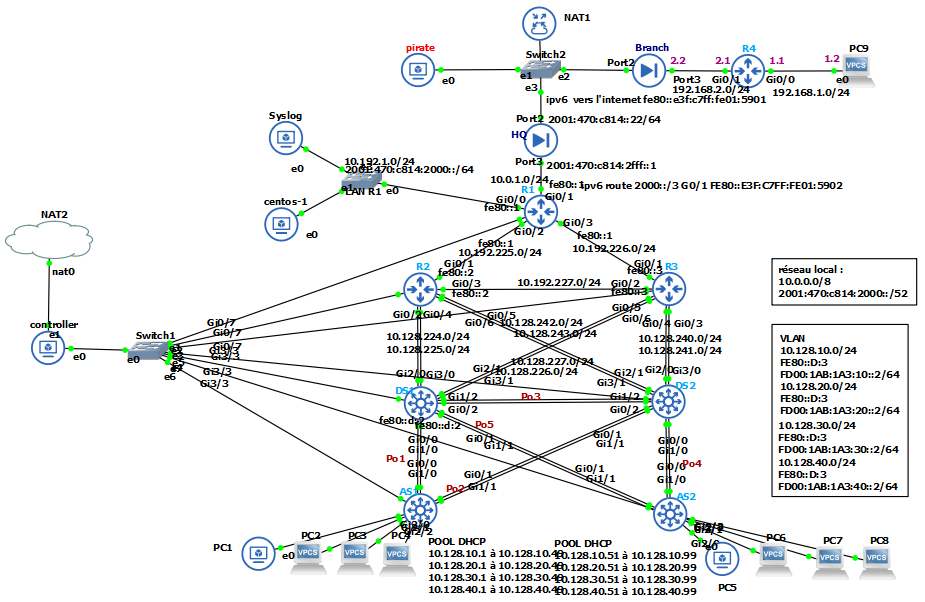 NAT1
pirate
e0
Switch2
e1
e2
e3
Port2
Branch
2.2
Port3
2.1
192.168.2.0/24
Gi0/1
R4
1.1
Gi0/0
192.168.1.0/24
1.2
e0
PC9
VPCS
ipv6 vers l'internet fe80::e3f:c7ff:fe01:5901
Port2
2001:470:c814::22/64
HQ
Port3
2001:470:c814:2fff::1
10.0.1.0/24
fe80::1
ipv6 route 2000::/3 G0/1 FE80::E3F:C7FF:FE01:5902
R1
Gi0/1
Gi0/0
fe80::1
Gi0/2
Gi0/3
Syslog
e0
10.192.1.0/24
2001:470:c814:2000::/64
e1
e0
LAN R1
centos-1
e0
NAT2
nat0
controller
e1
e0
Switch1
Gi0/7
Gi0/7
Gi0/7
Gi3/3
Gi3/3
Gi3/3
e6
fe80::1
10.192.225.0/24
fe80::1
10.192.226.0/24
R2
Gi0/1
fe80::2
Gi0/3
fe80::2
10.192.227.0/24
R3
Gi0/1
fe80::3
Gi0/2
fe80::3
Gi0/4
Gi0/5
Gi0/6
10.128.242.0/24
10.128.243.0/24
Gi0/5
Gi0/6
Gi0/4
Gi0/3
10.128.224.0/24
10.128.225.0/24
10.128.240.0/24
10.128.241.0/24
10.128.227.0/24
10.128.226.0/24
Gi2/0
Gi3/0
Gi2/1
Gi3/1
Gi2/1
Gi3/1
Gi2/0
Gi3/0
DS1
Gi1/2
Gi0/2
Po3
Gi1/2
Gi0/2
DS2
fe80::d:2
fe80::d:2
Po5
Gi0/0
Gi1/0
Gi0/1
Gi1/1
Gi0/1
Gi1/1
Gi0/0
Gi1/0
Po1
Gi0/0
Gi1/0
Gi0/1
Gi1/1
Po2
Gi0/1
Gi1/1
Gi0/0
Gi1/0
Po4
AS1
AS2
PC1
e0
PC2
VPCS
PC3
VPCS
PC4
VPCS
e0
PC5
PC6
VPCS
PC7
VPCS
PC8
VPCS
POOL DHCP
10.128.10.1 à 10.128.10.49
10.128.20.1 à 10.128.20.49
10.128.30.1 à 10.128.30.49
10.128.40.1 à 10.128.40.49
POOL DHCP
10.128.10.51 à 10.128.10.99
10.128.20.51 à 10.128.20.99
10.128.30.51 à 10.128.30.99
10.128.40.51 à 10.128.40.99
réseau local :
10.0.0.0/8
2001:470:c814:2000::/52
VLAN
10.128.10.0/24
FE80::D:3
FD00:1AB:1A3:10::2/64
10.128.20.0/24
FE80::D:3
FD00:1AB:1A3:20::2/64
10.128.30.0/24
FE80::D:3
FD00:1AB:1A3:30::2/64
10.128.40.0/24
FE80::D:3
FD00:1AB:1A3:40::2/64